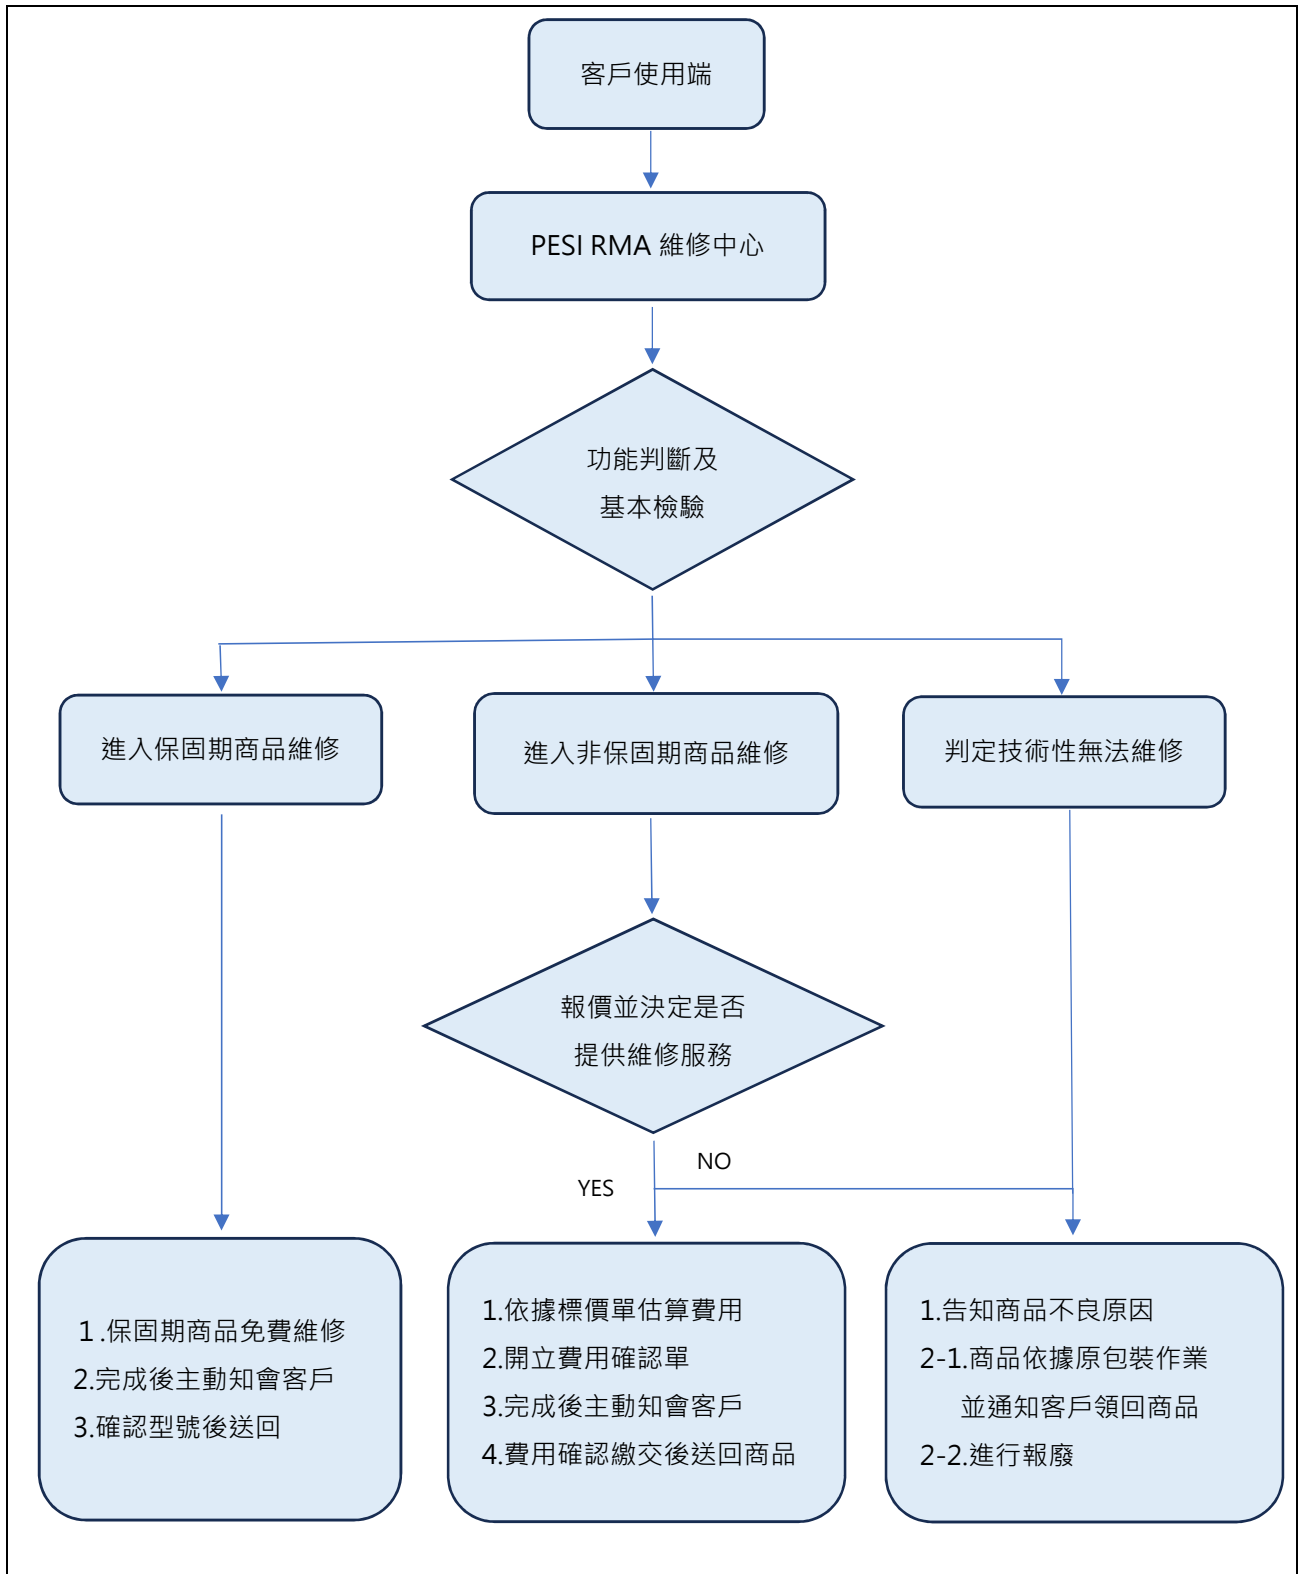 客戶使用端
PESI RMA 維修中心
功能判斷及
基本檢驗
進入保固期商品維修
進入非保固期商品維修
判定技術性無法維修
報價並決定是否
提供維修服務
NO
YES
1.保固期商品免費維修
2.完成後主動知會客戶
3.確認型號後送回
1.依據標價單估算費用
2.開立費用確認單
3.完成後主動知會客戶
4.費用確認繳交後送回商品
1.告知商品不良原因
2-1.商品依據原包裝作業
並通知客戶領回商品
2-2.進行報廢